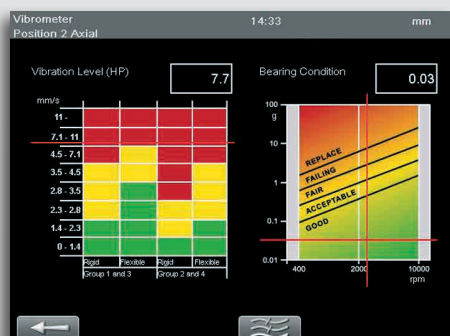 Vibrometer 14:33 mm
Position 2 Axial
Vibration Level (HP) 7.7
mm/s
11 -
7.1 - 11
4.5 - 7.1
3.5 - 4.5
2.8 - 3.5
2.3 - 2.8
1.4 - 2.3
0 - 1.4
Rigid Flexible Rigid Flexible
Group 1 and 3 Group 2 and 4
Bearing Condition 0.03
100
g
10
1
0.1
0.01
REPLACE
FAILING
FAIR
ACCEPTABLE
GOOD
400 2000 10000
rpm